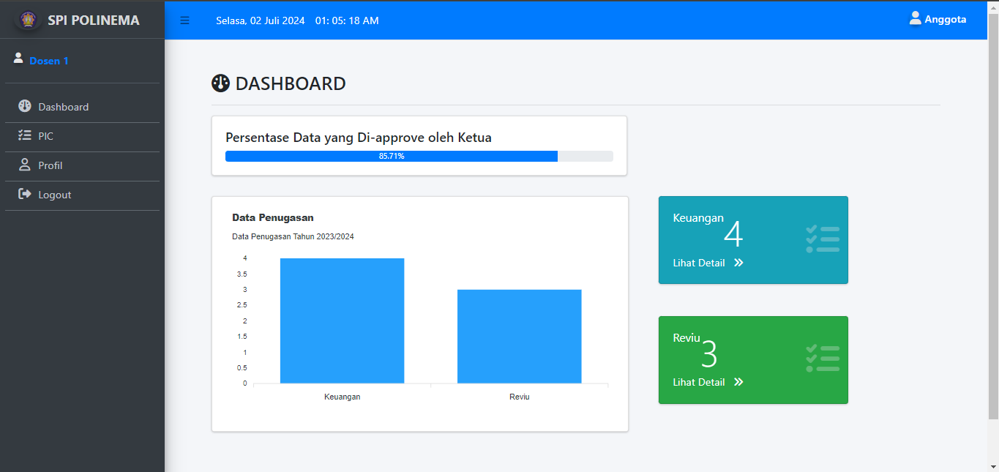 SPI POLINEMA
Selasa, 02 Juli 2024 01: 05: 18 AM
Anggota
Dosen 1
Dashboard
PIC
Profil
Logout
DASHBOARD
Persentase Data yang Di-approve oleh Ketua
85.71%
Data Penugasan
Data Penugasan Tahun 2023/2024
4
3.5
3
2.5
2
1.5
1
0.5
0
Keuangan Reviu
Keuangan
4
Lihat Detail
Reviu
3
Lihat Detail